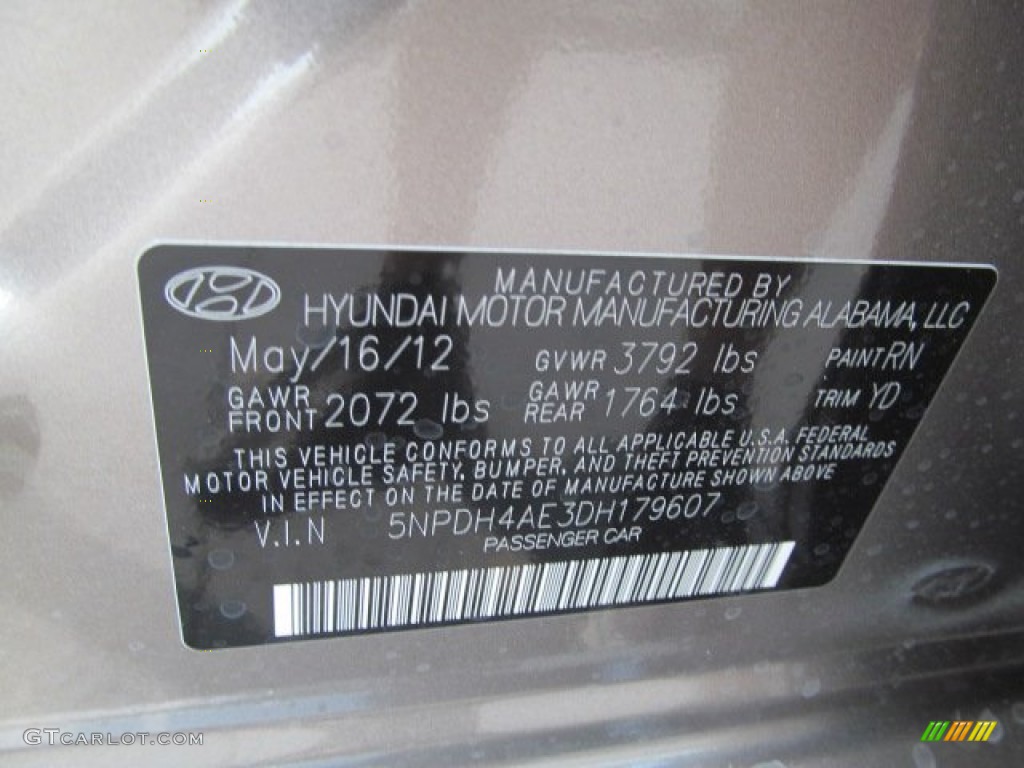 MANUFACTURED BY
HYUNDAI MOTOR MANUFACTURING ALABAMA, LLC
May/16/12 GVWR 3792 lbs PAINT RN
GAWR FRONT 2072 lbs GAWR REAR 1764 lbs TRIM YD
THIS VEHICLE CONFORMS TO ALL APPLICABLE U.S.A. FEDERAL
MOTOR VEHICLE SAFETY, BUMPER, AND THEFT PREVENTION STANDARDS
IN EFFECT ON THE DATE OF MANUFACTURE SHOWN ABOVE
V.I.N 5NPDH4AE3DH179607
PASSENGER CAR
GTCARLOT.COM